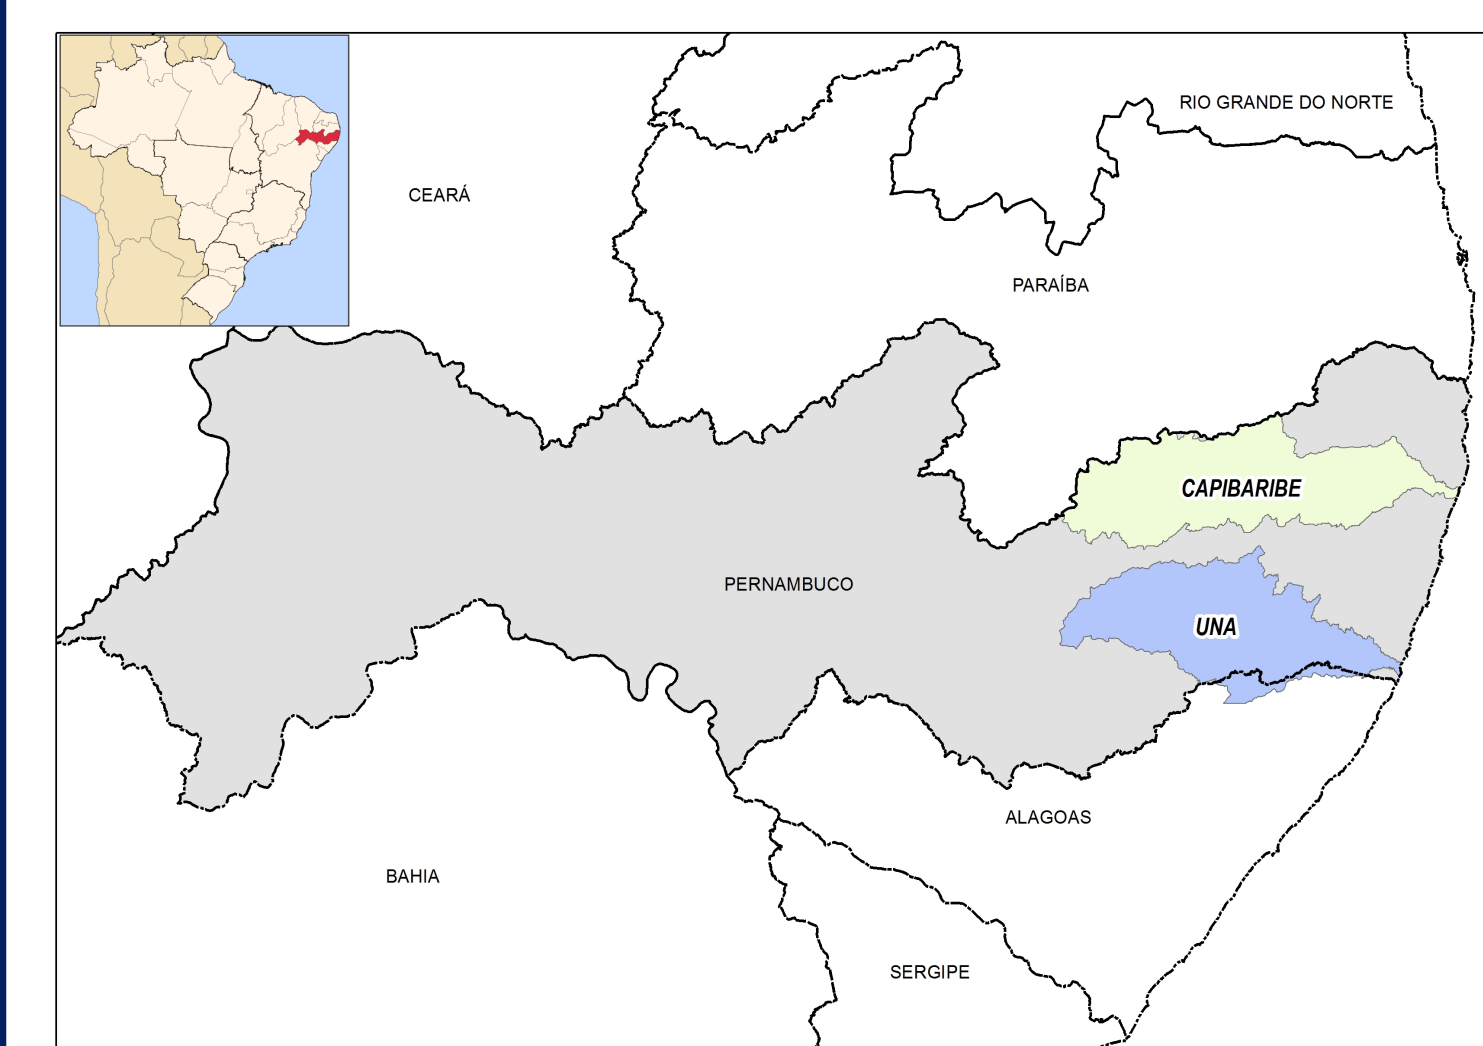 RIO GRANDE DO NORTE
CEARÁ
PARAÍBA
CAPIBARIBE
PERNAMBUCO
UNA
ALAGOAS
BAHIA
SERGIPE